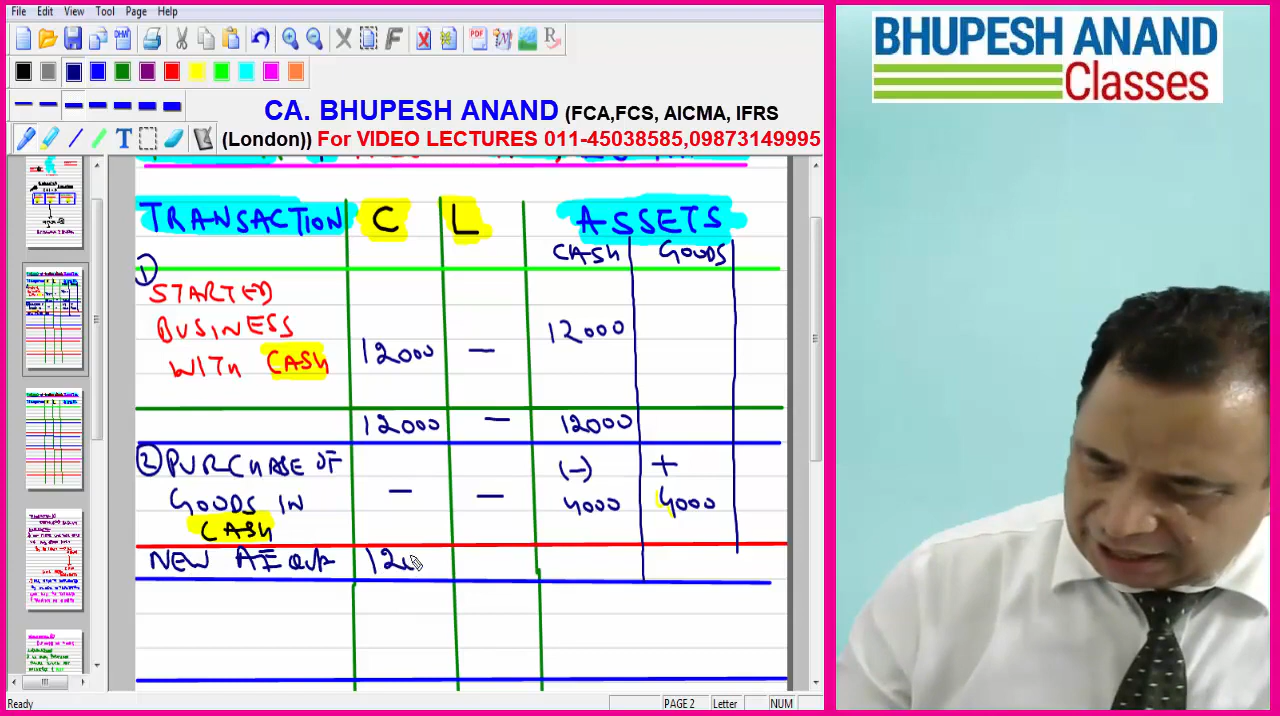 File Edit View Tool Page Help
BHUPESH ANAND
Classes
CA. BHUPESH ANAND (FCA,FCS, AICMA, IFRS
(London)) For VIDEO LECTURES 011-45038585,09873149995
TRANSACTION C L ASSETS
CASH GOODS
①
STARTED
BUSINESS 12000
WITH CASH 12000 —
12000 — 12000
② PURCHASE OF (-) +
GOODS IN — — 4000 4000
CASH
NEW A E
Ready PAGE 2 Letter NUM